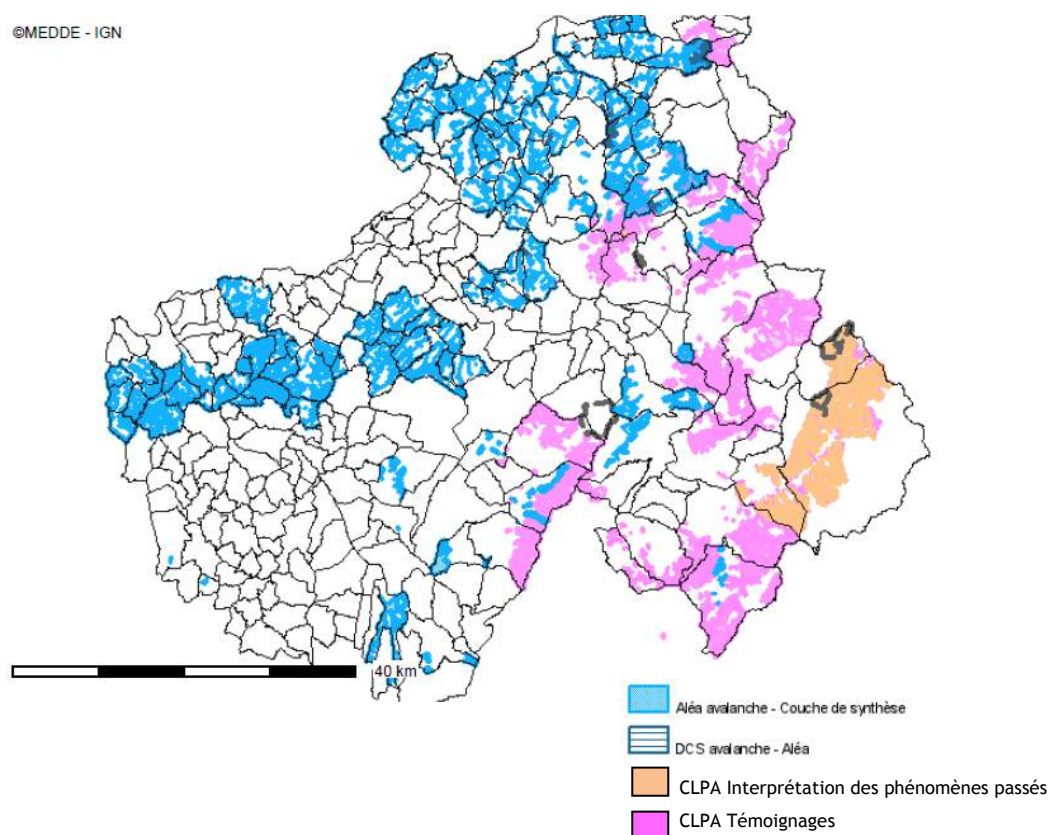 ©MEDDE - IGN
40 km
Aléa avalanche - Couche de synthèse
DCS avalanche - Aléa
CLPA Interprétation des phénomènes passés
CLPA Témoignages